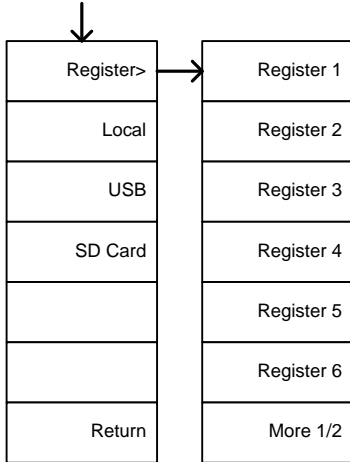 Register>
Local
USB
SD Card
Return
Register 1
Register 2
Register 3
Register 4
Register 5
Register 6
More 1/2